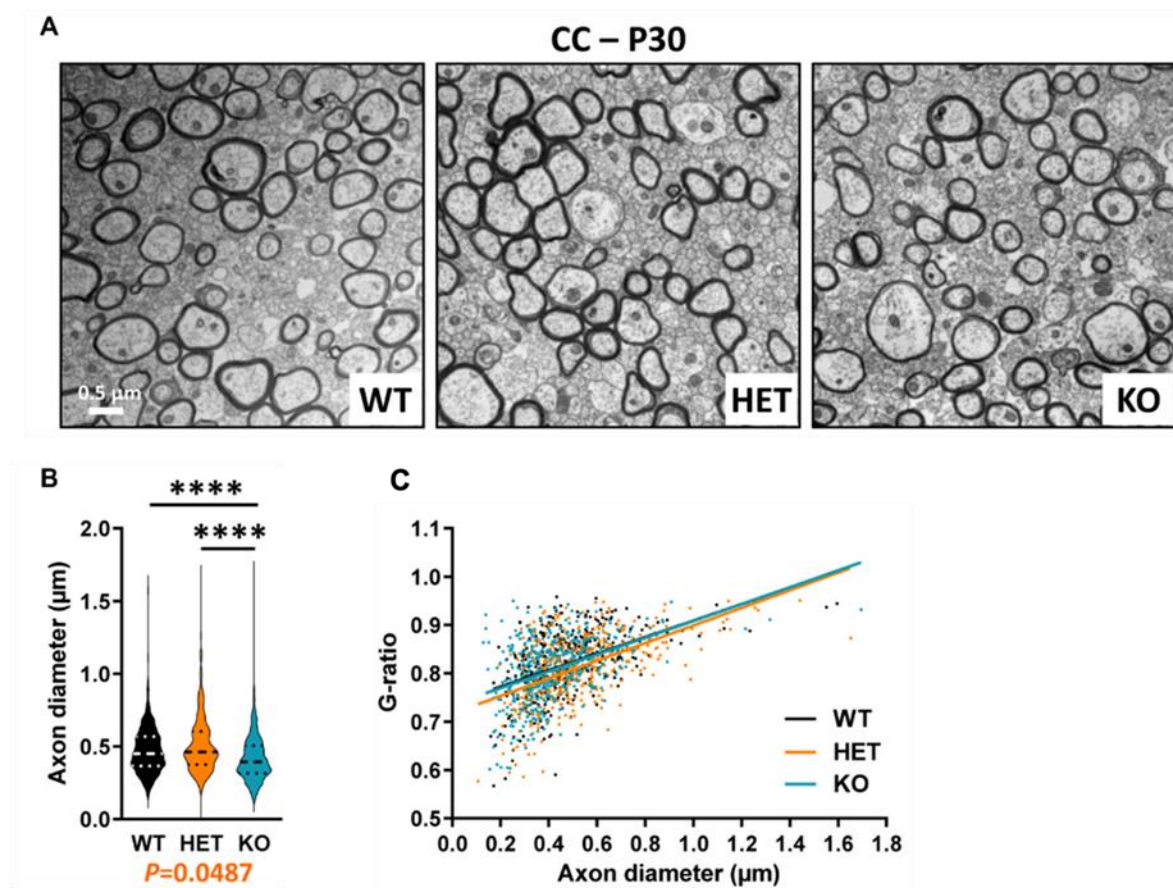 A
CC – P30
0.5 µm
WT
HET
KO
B
****
****
2.0
1.5
1.0
0.5
0.0
Axon diameter (µm)
WT HET KO
P=0.0487
C
1.1
1.0
0.9
0.8
0.7
0.6
0.5
G-ratio
WT
HET
KO
0.0 0.2 0.4 0.6 0.8 1.0 1.2 1.4 1.6 1.8
Axon diameter (µm)